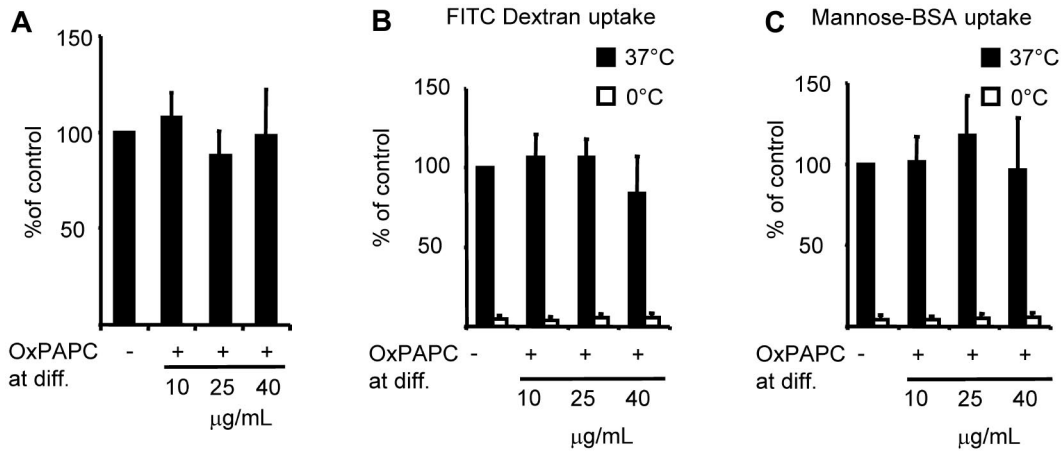 A
150
100
50
%of control
OxPAPC - + + +
at diff.
10 25 40
μg/mL
B
FITC Dextran uptake
37°C
0°C
150
100
50
% of control
OxPAPC - + + +
at diff.
10 25 40
μg/mL
C
Mannose-BSA uptake
37°C
0°C
150
100
50
% of control
OxPAPC - + + +
at diff.
10 25 40
μg/mL